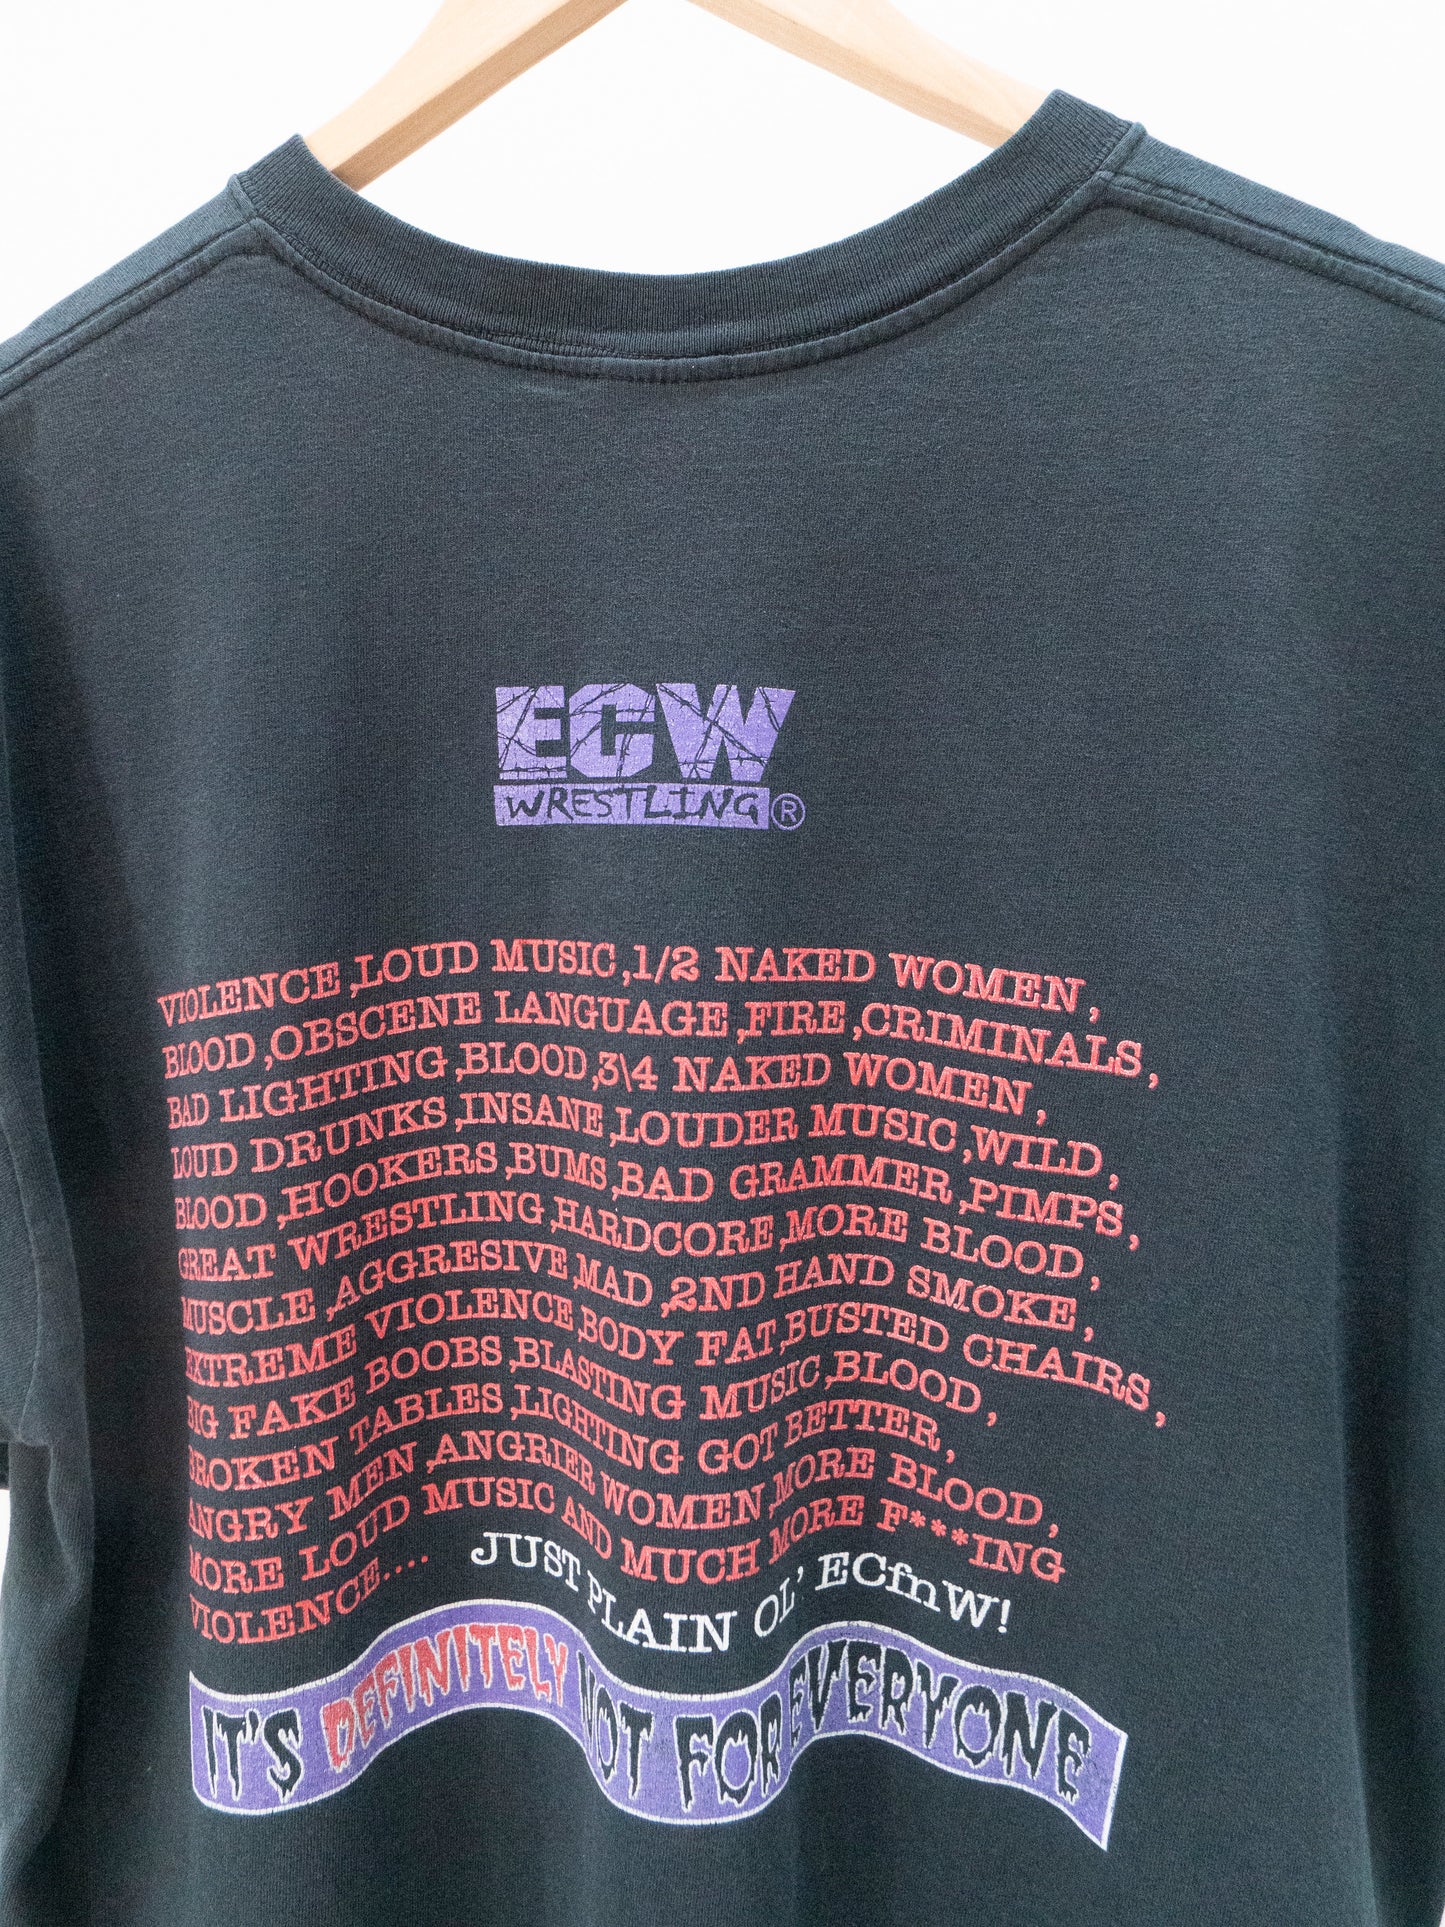 ECW
WRESTLING®
VIOLENCE,LOUD MUSIC,1/2 NAKED WOMEN,
BLOOD,OBSCENE LANGUAGE,FIRE,CRIMINALS,
BAD LIGHTING,BLOOD,3\4 NAKED WOMEN,
LOUD DRUNKS,INSANE,LOUDER MUSIC,WILD,
BLOOD,HOOKERS,BUMS,BAD GRAMMER,PIMPS,
GREAT WRESTLING,HARDCORE,MORE BLOOD,
MUSCLE,AGGRESIVE,MAD,2ND HAND SMOKE,
EXTREME VIOLENCE,BODY FAT,BUSTED CHAIRS,
BIG FAKE BOOBS,BLASTING MUSIC,BLOOD,
BROKEN TABLES,LIGHTING GOT BETTER,
ANGRY MEN,ANGRIER WOMEN,MORE BLOOD,
MORE LOUD MUSIC AND MUCH MORE F***ING
VIOLENCE.... JUST PLAIN OL' ECfnW!
IT'S DEFINITELY NOT FOR EVERYONE